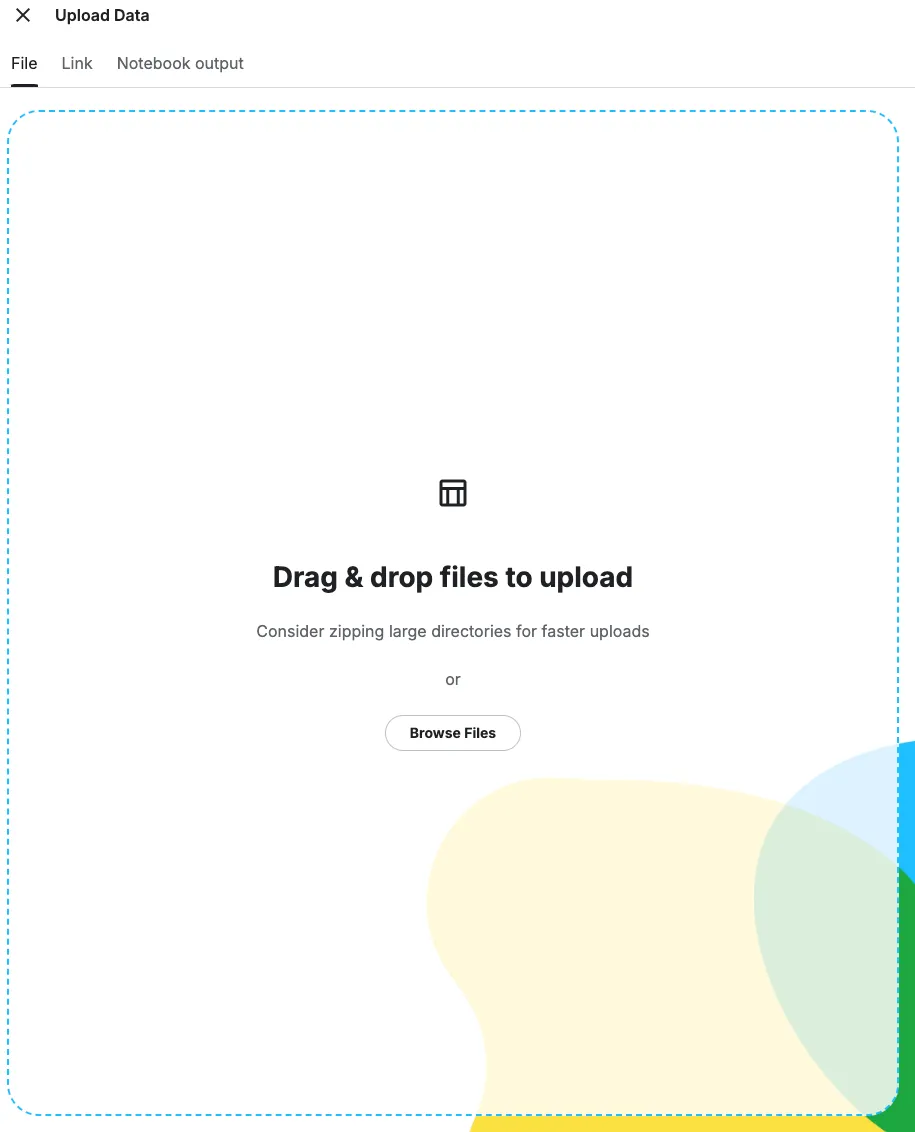 Upload Data
File Link Notebook output
Drag & drop files to upload
Consider zipping large directories for faster uploads
or
Browse Files